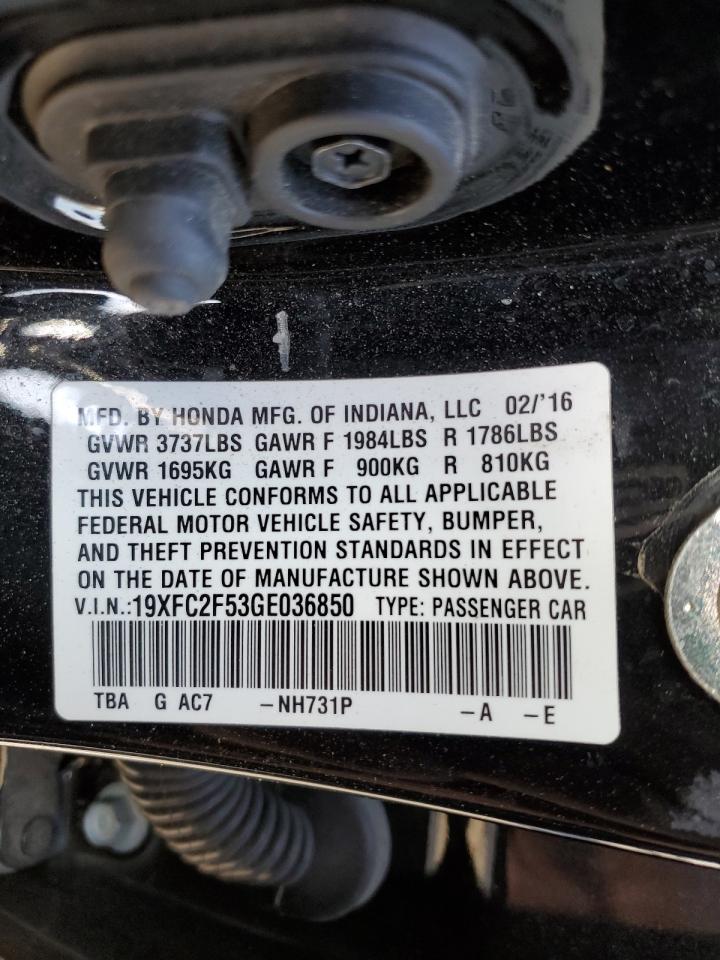 MFD. BY HONDA MFG. OF INDIANA, LLC 02/'16
GVWR 3737LBS GAWR F 1984LBS R 1786LBS
GVWR 1695KG GAWR F 900KG R 810KG
THIS VEHICLE CONFORMS TO ALL APPLICABLE
FEDERAL MOTOR VEHICLE SAFETY, BUMPER,
AND THEFT PREVENTION STANDARDS IN EFFECT
ON THE DATE OF MANUFACTURE SHOWN ABOVE.
V.I.N.:19XFC2F53GE036850 TYPE: PASSENGER CAR
TBA G AC7 -NH731P -A -E